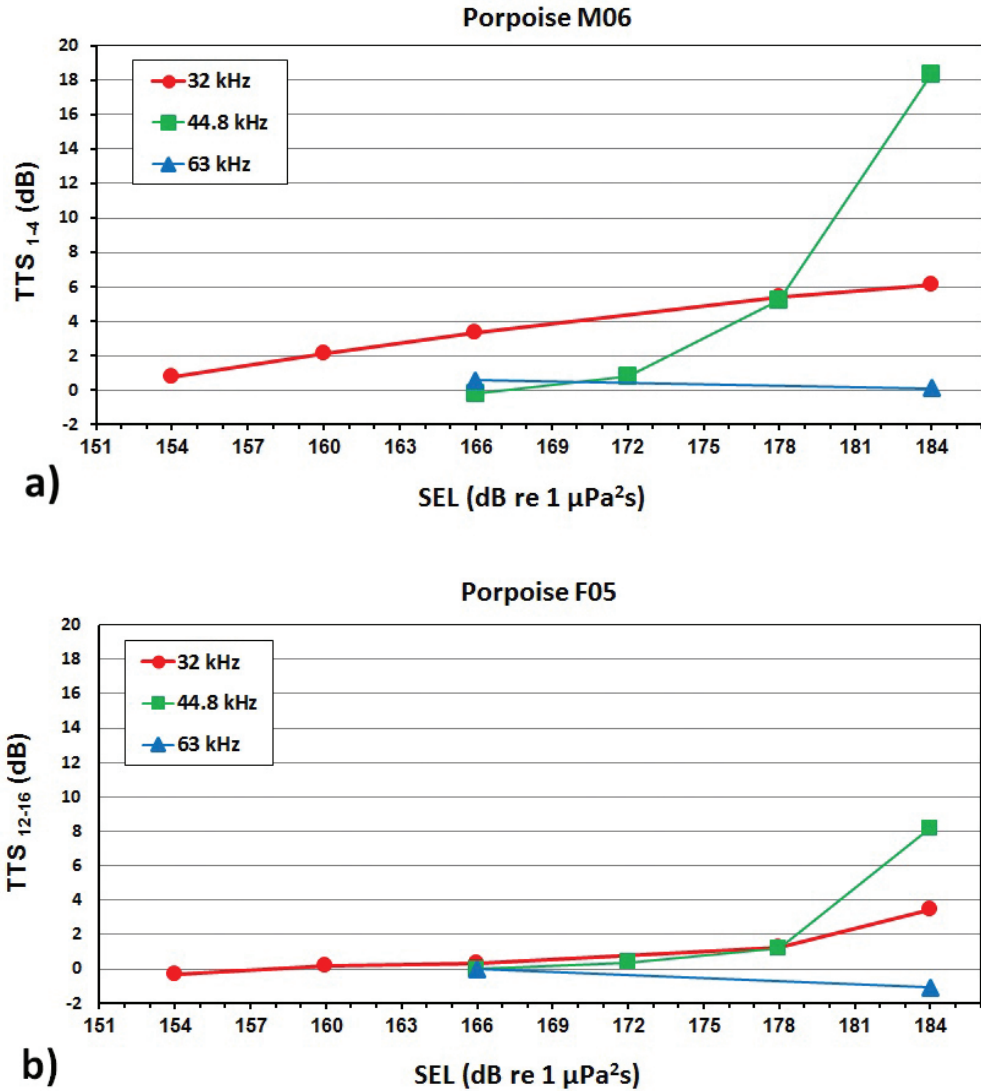 Porpoise M06
20
18
16
14
12
10
8
6
4
2
0
-2
TTS 1-4 (dB)
32 kHz
44.8 kHz
63 kHz
151 154 157 160 163 166 169 172 175 178 181 184
a)
SEL (dB re 1 µPa²s)
Porpoise F05
20
18
16
14
12
10
8
6
4
2
0
-2
TTS 12-16 (dB)
32 kHz
44.8 kHz
63 kHz
151 154 157 160 163 166 169 172 175 178 181 184
b)
SEL (dB re 1 µPa²s)